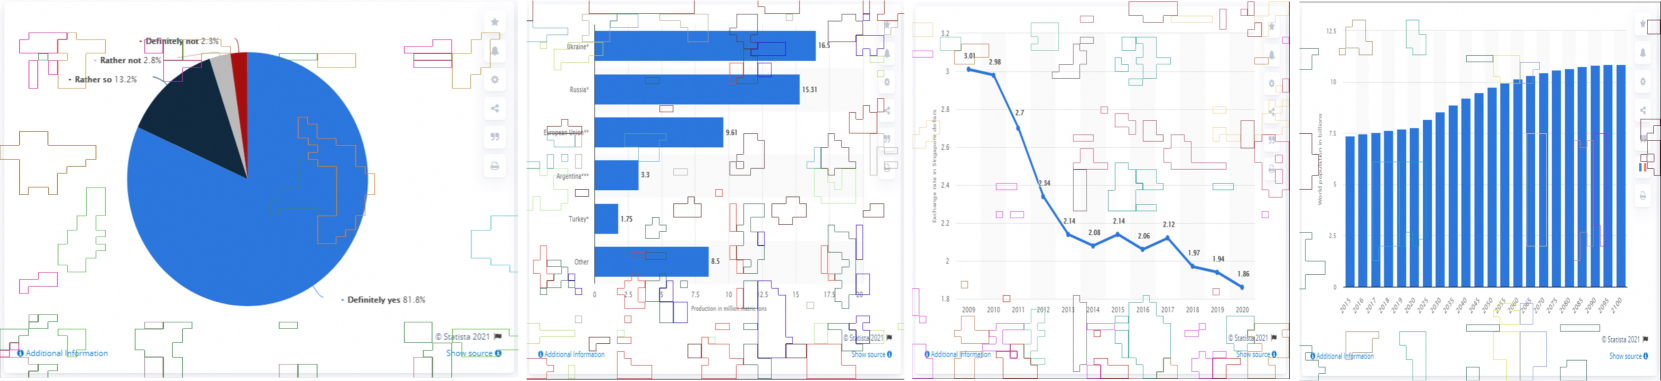 Definitely not 2.3%
Rather not 2.8%
Rather so 13.2%
Definitely yes 81.8%
© Statista 2021
Additional Information
Show source
Ukraine* 16.5
Russia* 15.31
European Union** 9.61
Argentina*** 3.3
Turkey* 1.75
Other 8.5
0 2.5 5 7.5 10 12.5 15 17.5 20
Production in million metric tons
© Statista 2021
Additional Information
Show source
Exchange rate in Singapore dollars
3.2
3
2.8
2.6
2.4
2.2
2
1.8
3.01
2.98
2.7
2.34
2.14
2.08
2.14
2.06
2.12
1.97
1.94
1.86
2009 2010 2011 2012 2013 2014 2015 2016 2017 2018 2019 2020
© Statista 2021
Additional Information
Show source
World population in billions
12.5
10
7.5
5
2.5
0
2015 2016 2017 2018 2019 2020 2025 2030 2035 2040 2045 2050 2055 2060 2065 2070 2075 2080 2085 2090 2095 2100
© Statista 2021
Additional Information
Show source